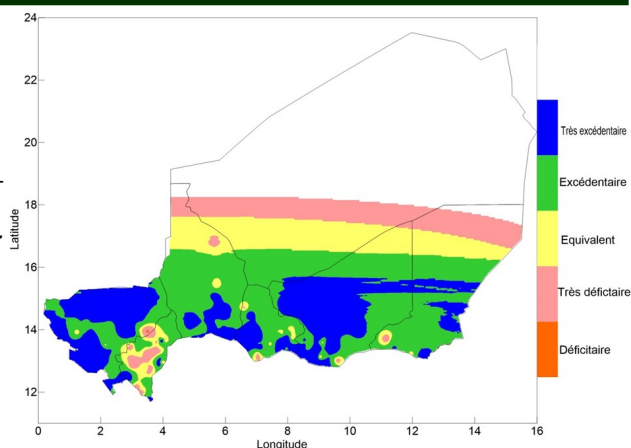 24
22
20
18
16
14
12
Latitude
0
2
4
6
8
10
12
14
16
Longitude
Très excédentaire
Excédentaire
Equivalent
Très défictaire
Déficitaire